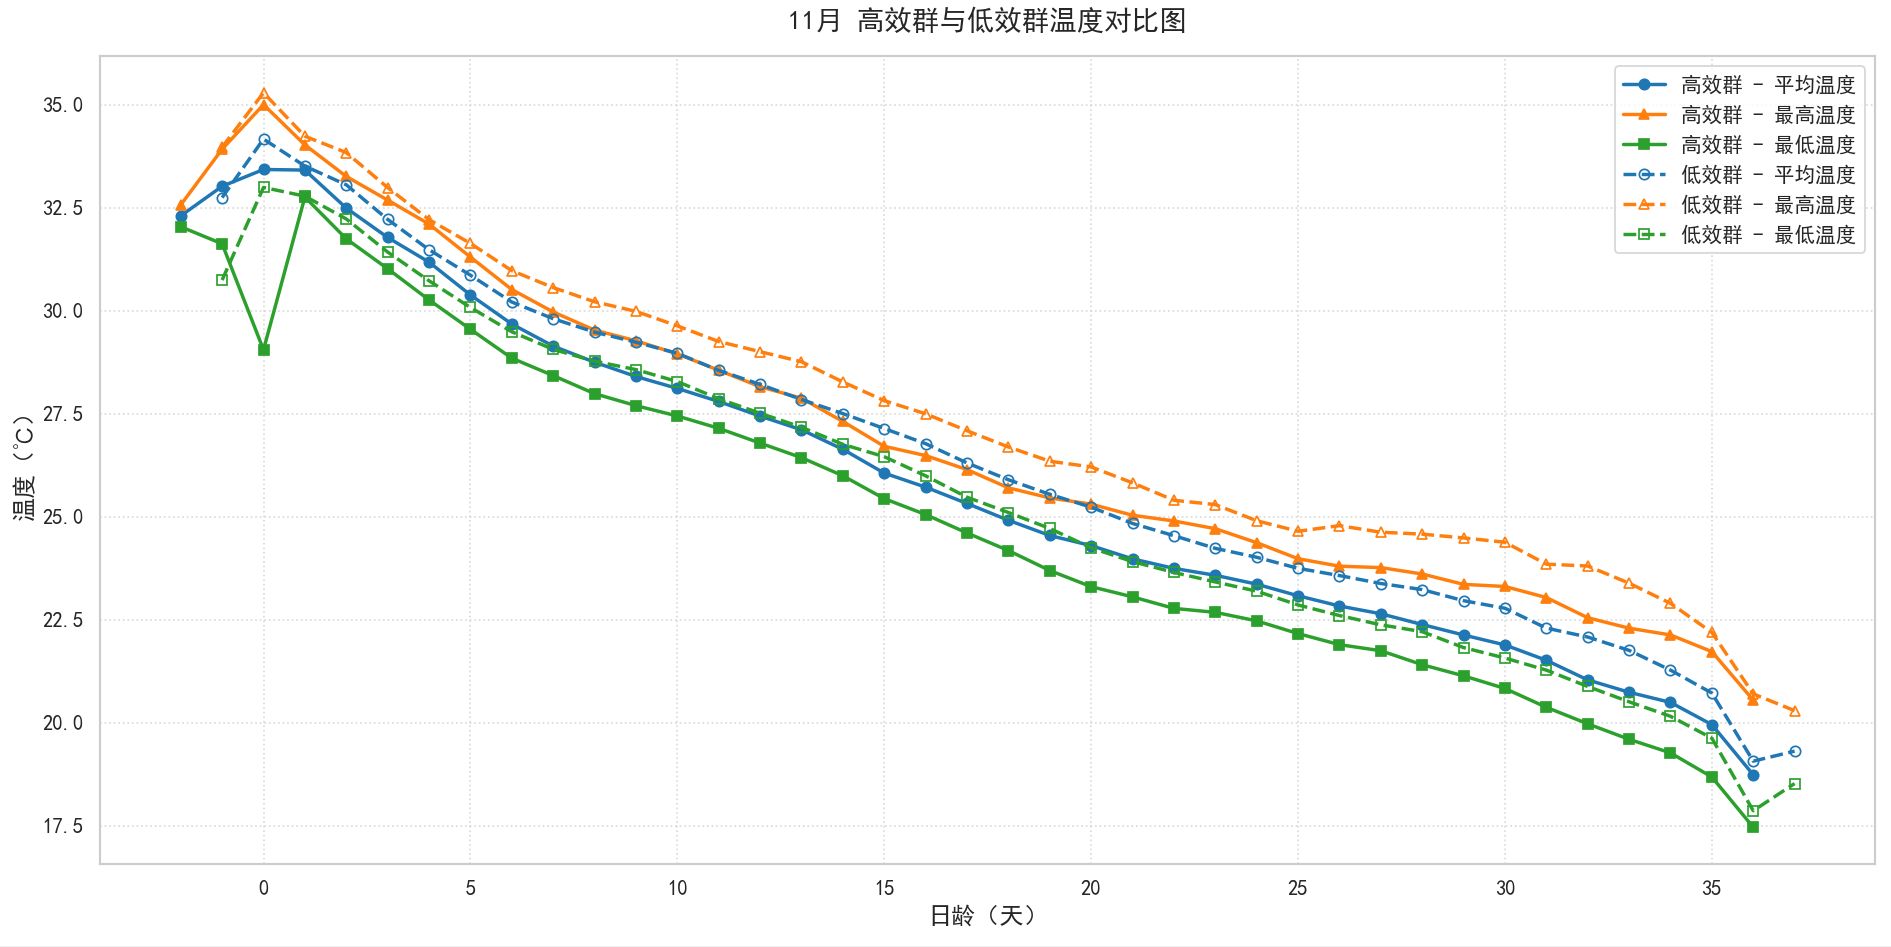 11月 高效群与低效群温度对比图
高效群 - 平均温度
高效群 - 最高温度
高效群 - 最低温度
低效群 - 平均温度
低效群 - 最高温度
低效群 - 最低温度
温度（℃）
35.0
32.5
30.0
27.5
25.0
22.5
20.0
17.5
0 5 10 15 20 25 30 35
日龄（天）